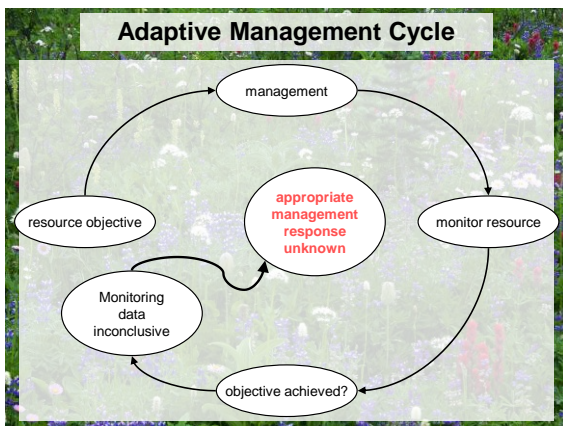 Adaptive Management Cycle
management
resource objective
appropriate
management
response
unknown
monitor resource
Monitoring
data
inconclusive
objective achieved?